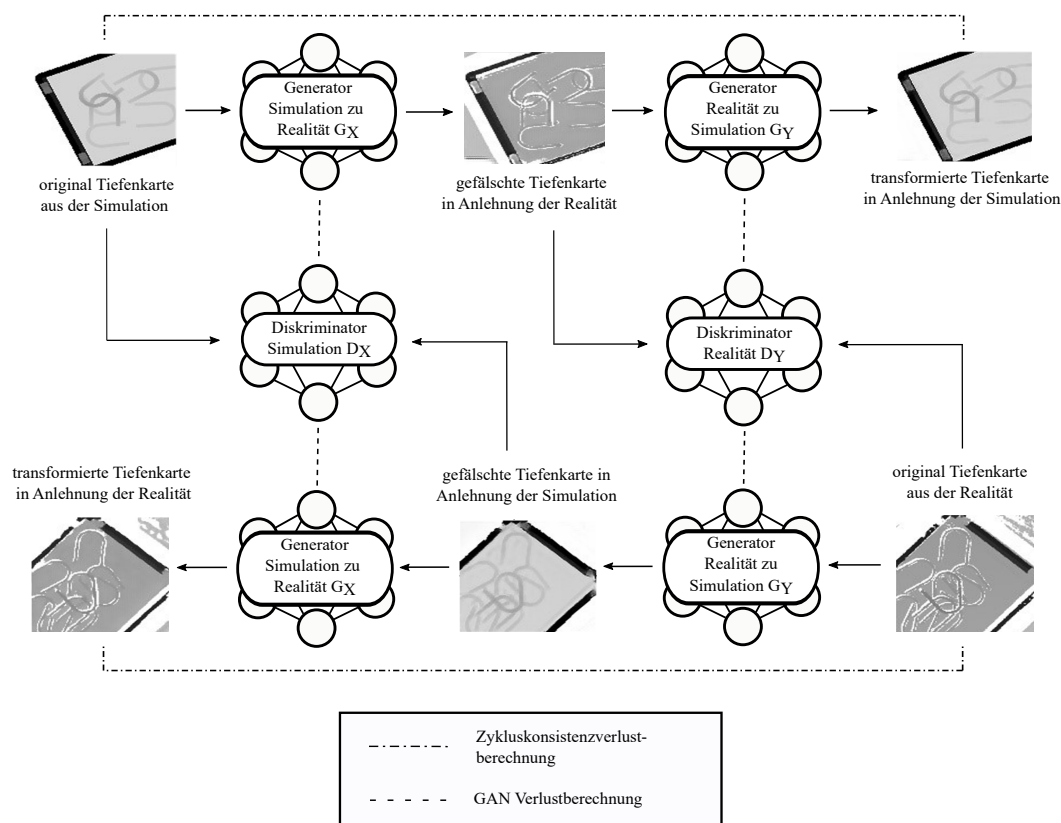 Generator
Simulation zu
Realität GX
Generator
Realität zu
Simulation GY
original Tiefenkarte
aus der Simulation
gefälschte Tiefenkarte
in Anlehnung der Realität
transformierte Tiefenkarte
in Anlehnung der Simulation
Diskriminator
Simulation DX
Diskriminator
Realität DY
transformierte Tiefenkarte
in Anlehnung der Realität
gefälschte Tiefenkarte in
Anlehnung der Simulation
original Tiefenkarte
aus der Realität
Generator
Simulation zu
Realität GX
Generator
Realität zu
Simulation GY
Zykluskonsistenzverlust-
berechnung
GAN Verlustberechnung